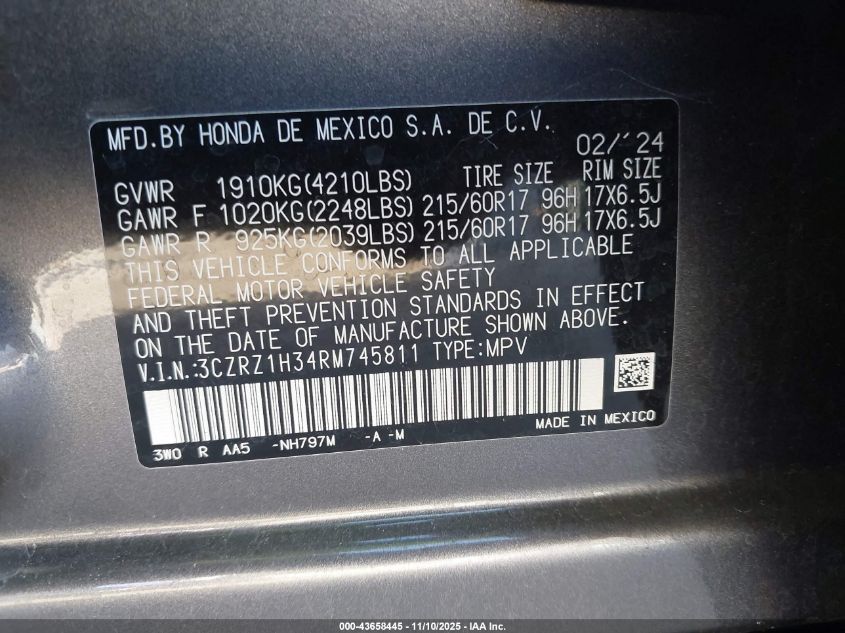 MFD.BY HONDA DE MEXICO S.A. DE C.V. 02/'24
GVWR 1910KG(4210LBS) TIRE SIZE RIM SIZE
GAWR F 1020KG(2248LBS) 215/60R17 96H 17X6.5J
GAWR R 925KG(2039LBS) 215/60R17 96H 17X6.5J
THIS VEHICLE CONFORMS TO ALL APPLICABLE
FEDERAL MOTOR VEHICLE SAFETY
AND THEFT PREVENTION STANDARDS IN EFFECT
ON THE DATE OF MANUFACTURE SHOWN ABOVE.
V.I.N.:3CZRZ1H34RM745811 TYPE:MPV
MADE IN MEXICO
3W0 R AA5 -NH797M -A -M
000-43658445 - 11/10/2025 - IAA Inc.